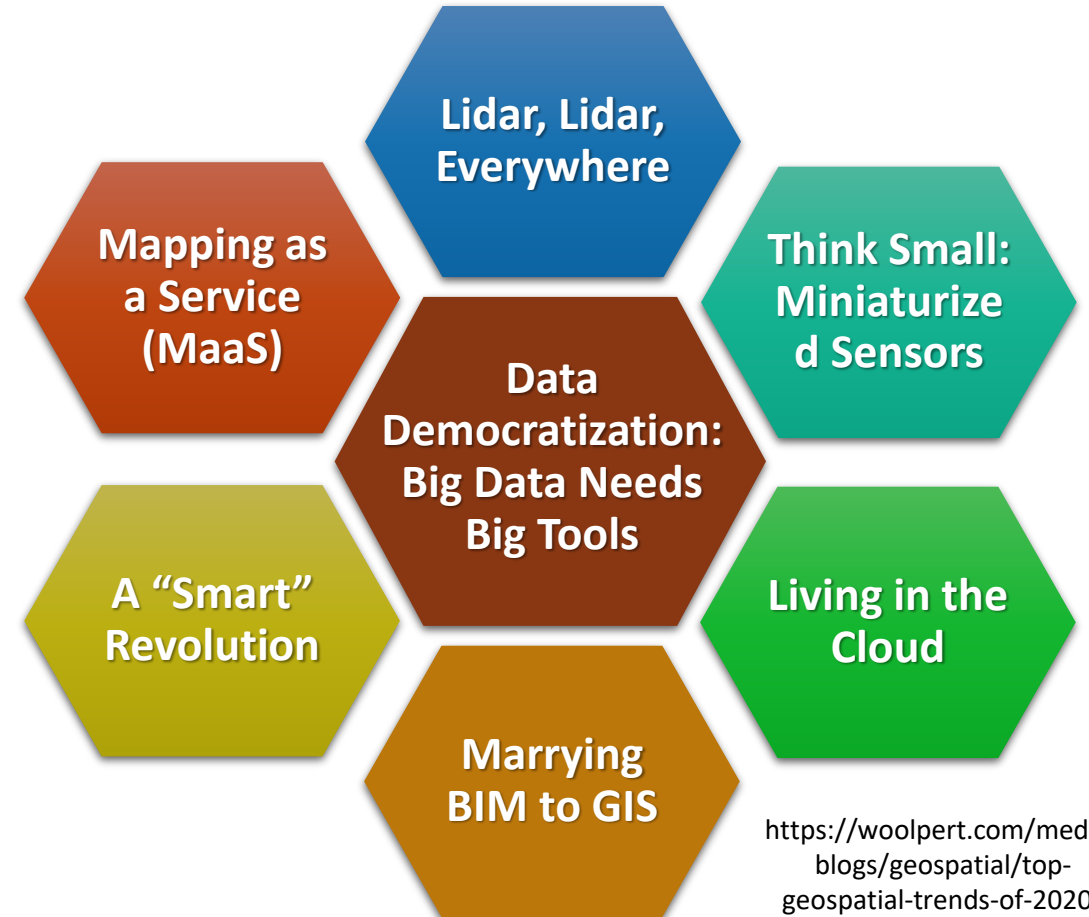 Lidar, Lidar,
Everywhere
Mapping as
a Service
(MaaS)
Think Small:
Miniaturize
d Sensors
Data
Democratization:
Big Data Needs
Big Tools
A “Smart”
Revolution
Living in the
Cloud
Marrying
BIM to GIS
https://woolpert.com/med
blogs/geospatial/top-
geospatial-trends-of-2020